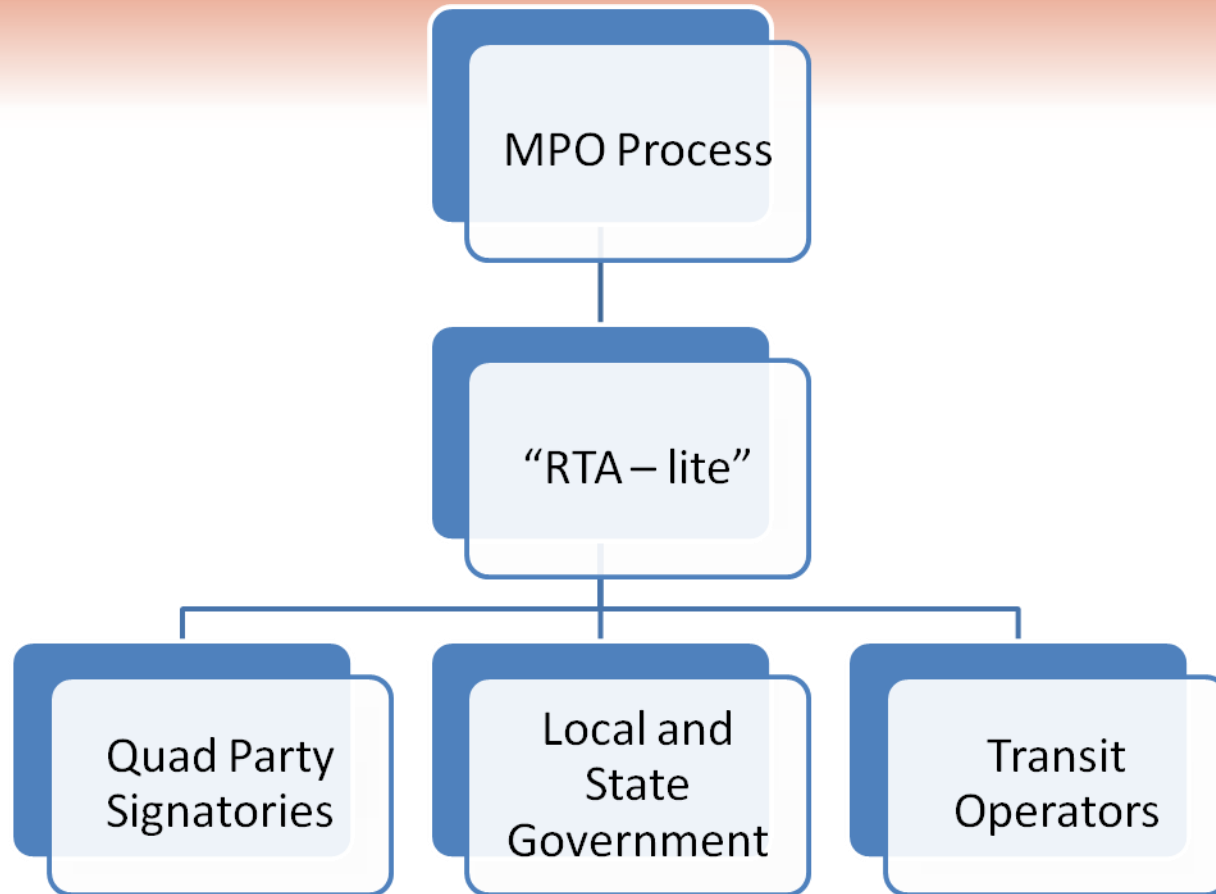 MPO Process
“RTA – lite”
Quad Party
Signatories
Local and
State
Government
Transit
Operators